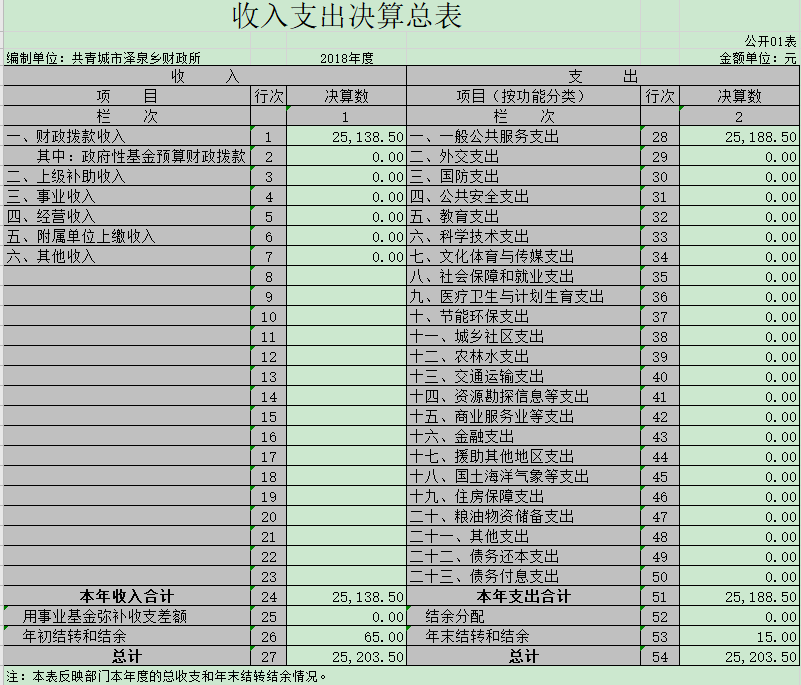 收入支出决算总表
公开01表
编制单位：共青城市泽泉乡财政所 2018年度 金额单位：元
收 入 支 出
项 目 行次 决算数 项目（按功能分类） 行次 决算数
栏 次 1 栏 次 2
一、财政拨款收入 1 25,138.50 一、一般公共服务支出 28 25,188.50
其中：政府性基金预算财政拨款 2 0.00 二、外交支出 29 0.00
二、上级补助收入 3 0.00 三、国防支出 30 0.00
三、事业收入 4 0.00 四、公共安全支出 31 0.00
四、经营收入 5 0.00 五、教育支出 32 0.00
五、附属单位上缴收入 6 0.00 六、科学技术支出 33 0.00
六、其他收入 7 0.00 七、文化体育与传媒支出 34 0.00
8 八、社会保障和就业支出 35 0.00
9 九、医疗卫生与计划生育支出 36 0.00
10 十、节能环保支出 37 0.00
11 十一、城乡社区支出 38 0.00
12 十二、农林水支出 39 0.00
13 十三、交通运输支出 40 0.00
14 十四、资源勘探信息等支出 41 0.00
15 十五、商业服务业等支出 42 0.00
16 十六、金融支出 43 0.00
17 十七、援助其他地区支出 44 0.00
18 十八、国土海洋气象等支出 45 0.00
19 十九、住房保障支出 46 0.00
20 二十、粮油物资储备支出 47 0.00
21 二十一、其他支出 48 0.00
22 二十二、债务还本支出 49 0.00
23 二十三、债务付息支出 50 0.00
本年收入合计 24 25,138.50 本年支出合计 51 25,188.50
用事业基金弥补收支差额 25 0.00 结余分配 52 0.00
年初结转和结余 26 65.00 年末结转和结余 53 15.00
总计 27 25,203.50 总计 54 25,203.50
注：本表反映部门本年度的总收支和年末结转结余情况。